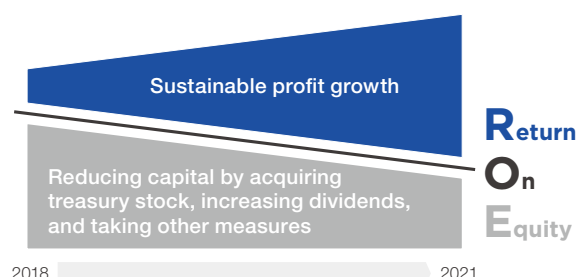 Sustainable profit growth
Return
On
Reducing capital by acquiring
treasury stock, increasing dividends,
and taking other measures
Equity
2018 2021